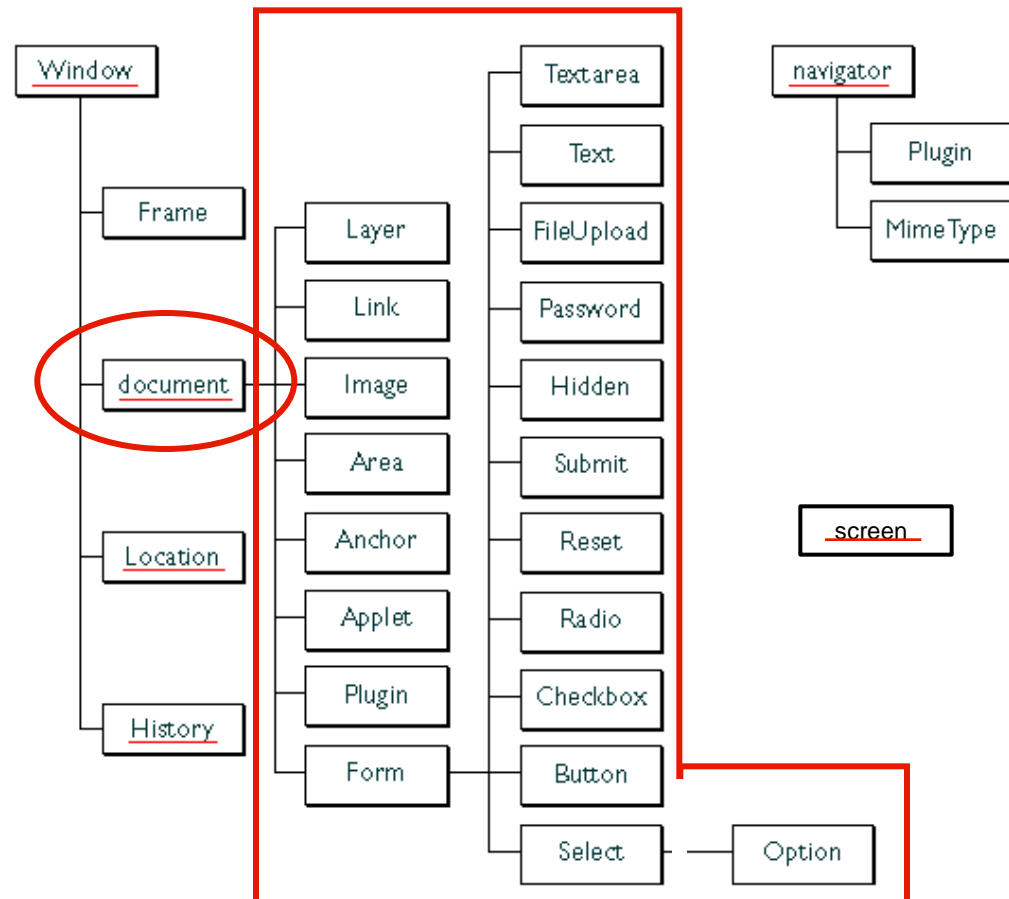 Window
Frame
document
Location
History
Layer
Link
Image
Area
Anchor
Applet
Plugin
Form
Textarea
Text
FileUpload
Password
Hidden
Submit
Reset
Radio
Checkbox
Button
Select
Option
navigator
Plugin
MimeType
screen